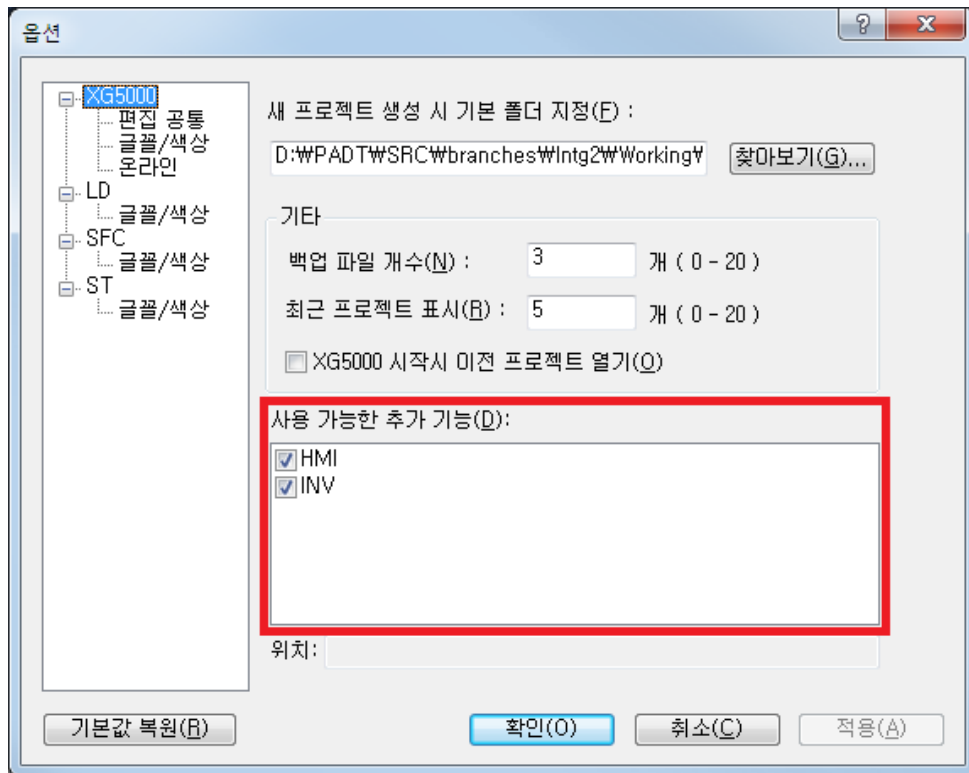 옵션
XG5000
편집 공통
글꼴/색상
온라인
LD
글꼴/색상
SFC
글꼴/색상
ST
글꼴/색상
새 프로젝트 생성 시 기본 폴더 지정(F) :
D:₩PADT₩SRC₩branches₩Intg2₩Working₩ 찾아보기(G)...
기타
백업 파일 개수(N) : 3 개 ( 0 - 20 )
최근 프로젝트 표시(R) : 5 개 ( 0 - 20 )
XG5000 시작시 이전 프로젝트 열기(O)
사용 가능한 추가 기능(D):
HMI
INV
위치:
기본값 복원(R) 확인(O) 취소(C) 적용(A)